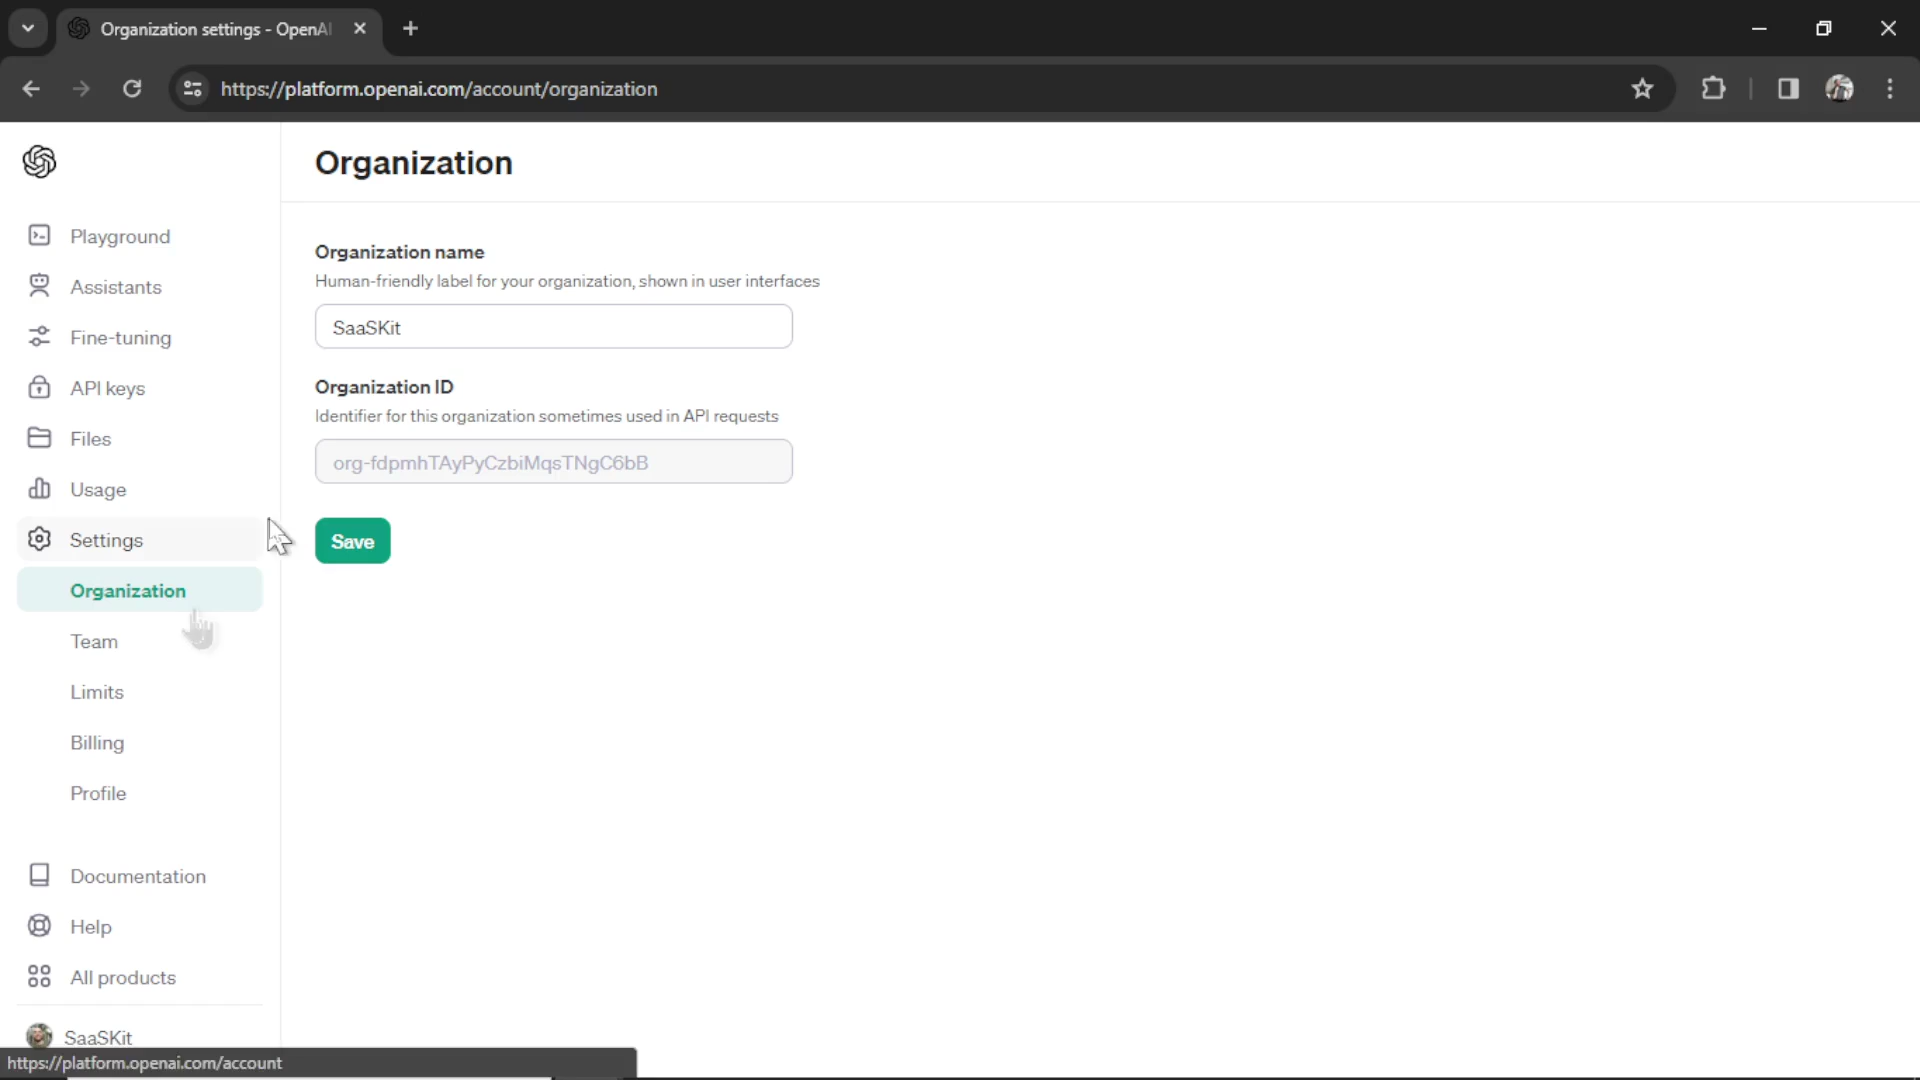 Organization settings - OpenAI
https://platform.openai.com/account/organization
Organization
Playground
Assistants
Fine-tuning
API keys
Files
Usage
Settings
Organization
Team
Limits
Billing
Profile
Documentation
Help
All products
SaaSKit
https://platform.openai.com/account
Organization name
Human-friendly label for your organization, shown in user interfaces
SaaSKit
Organization ID
Identifier for this organization sometimes used in API requests
org-fdpmhTAyPyCzbiMqsTNgC6bB
Save